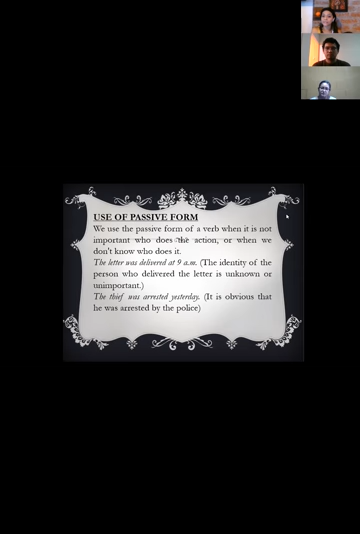 USE OF PASSIVE FORM
We use the passive form of a verb when it is not
important who does the action, or when we
don't know who does it.
The letter was delivered at 9 a.m. (The identity of the
person who delivered the letter is unknown or
unimportant.)
The thief was arrested yesterday. (It is obvious that
he was arrested by the police)